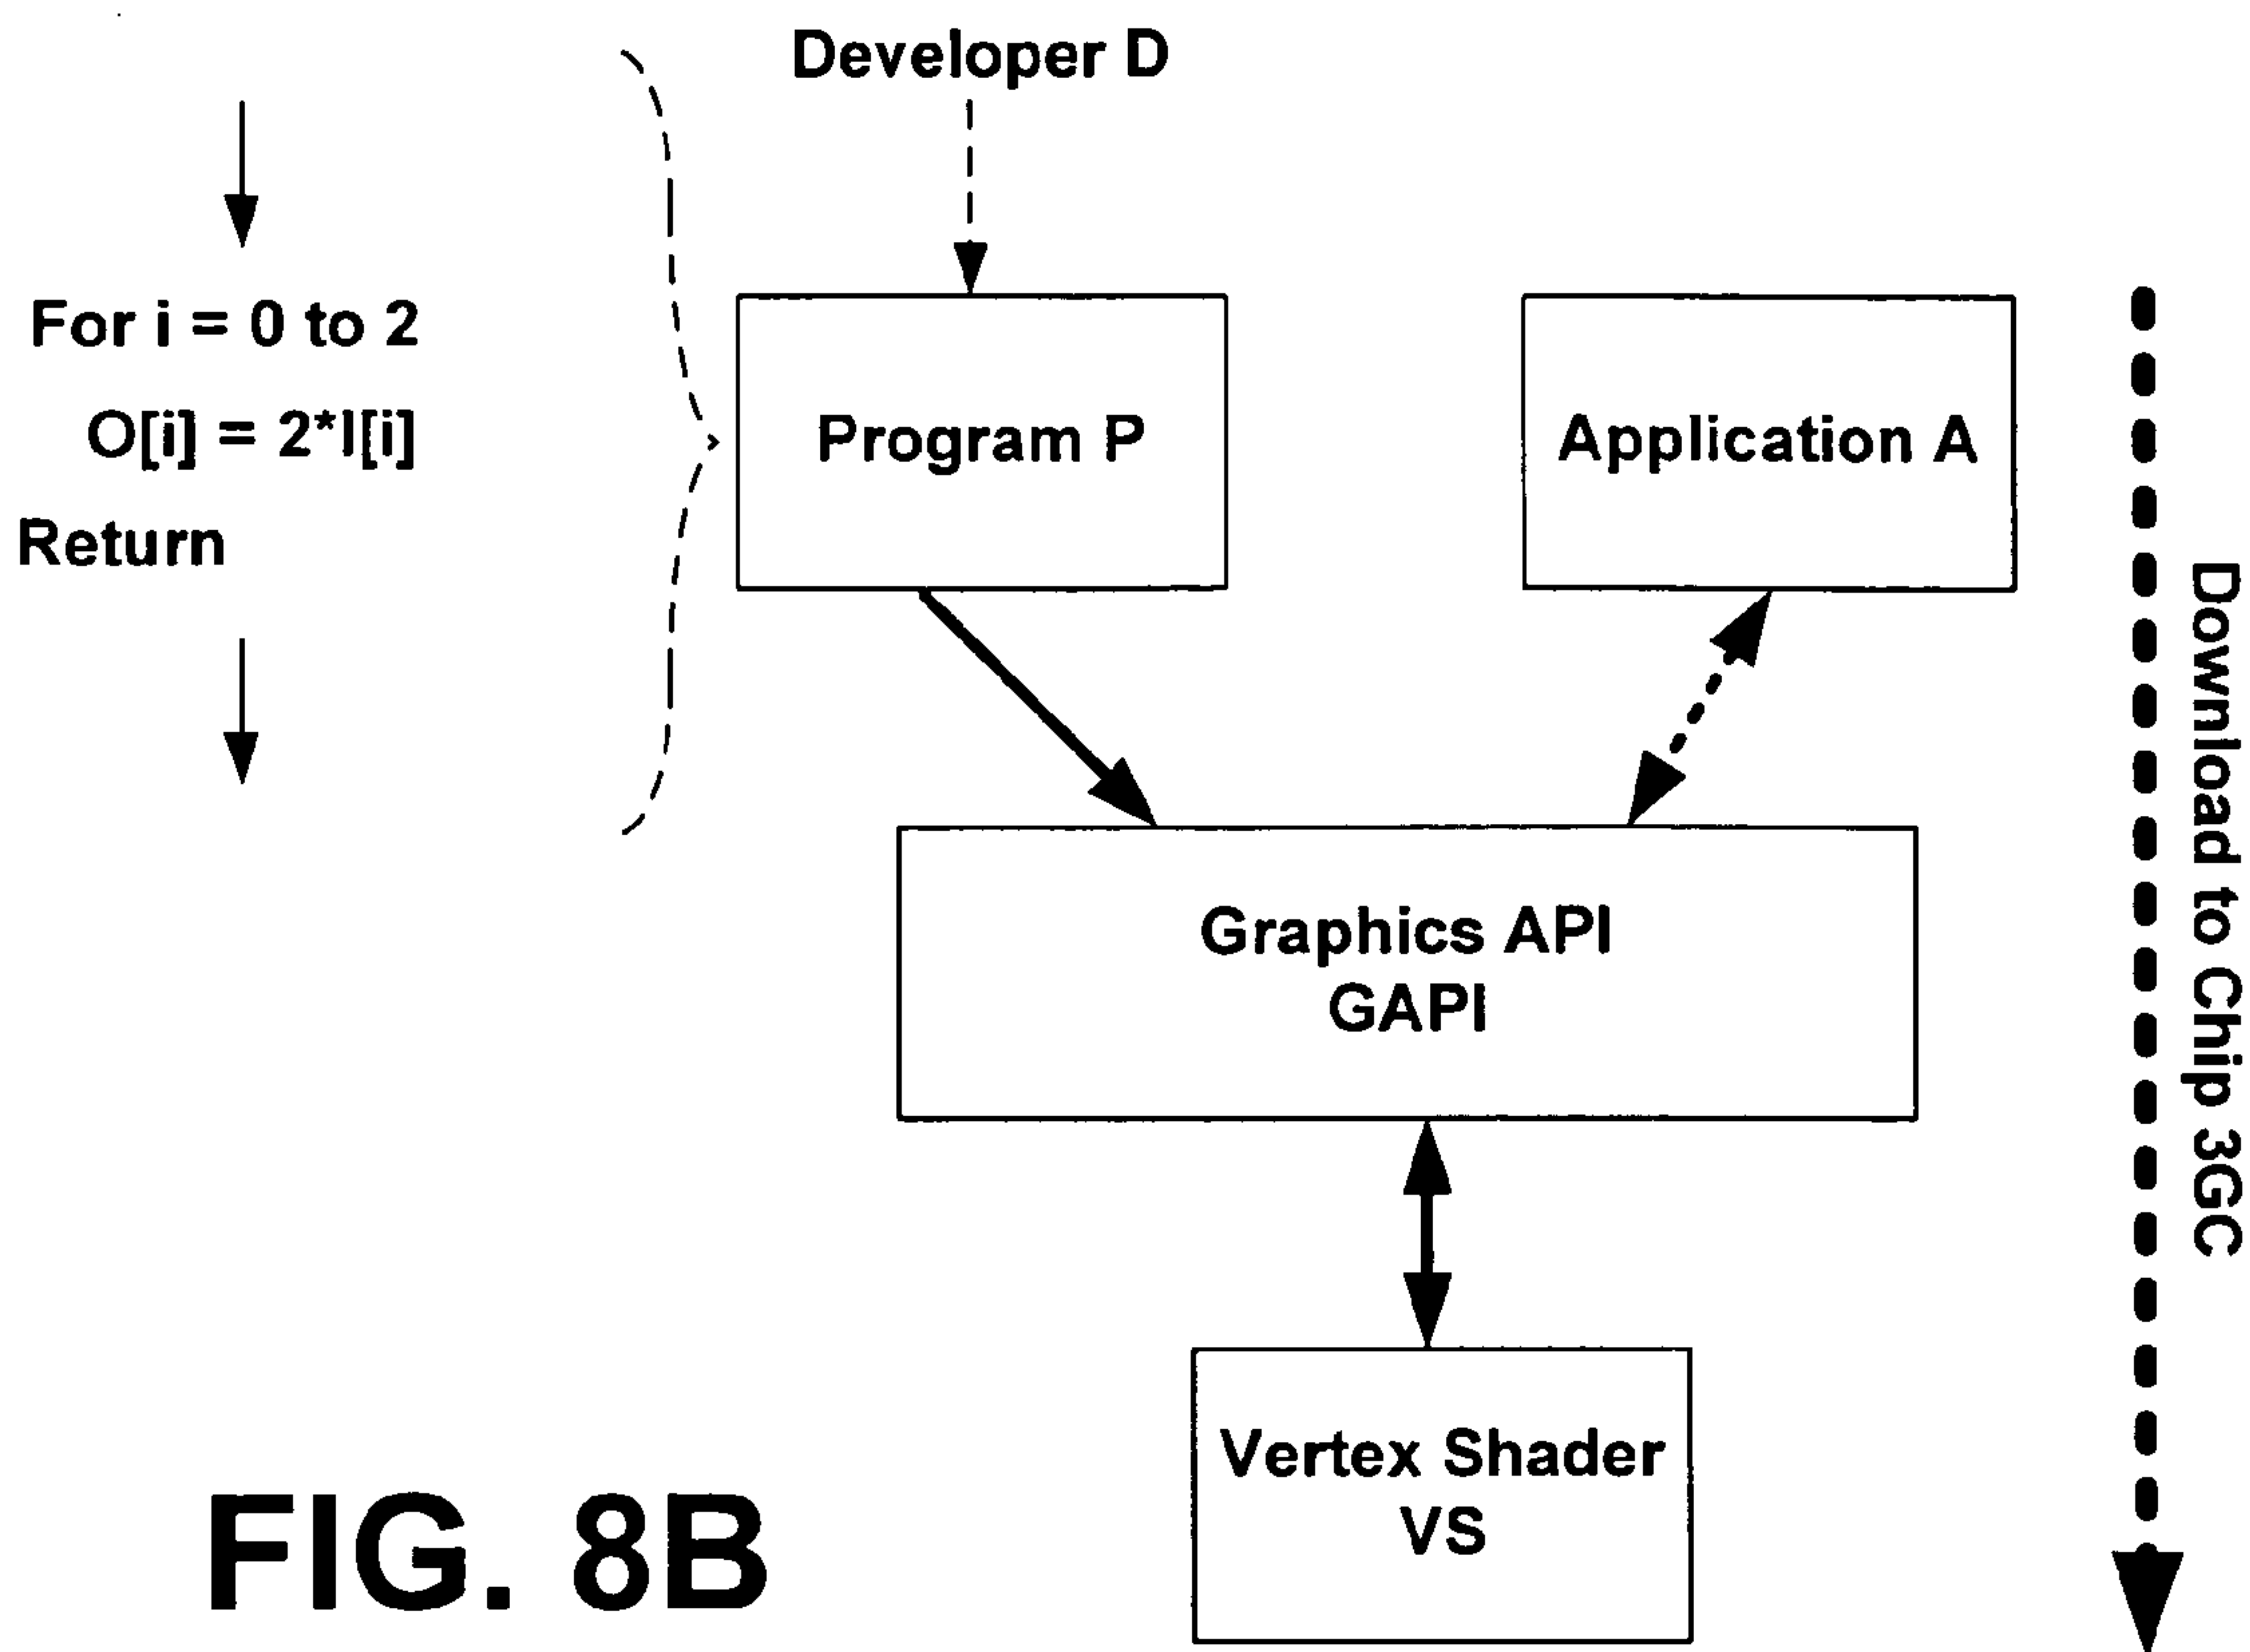 Developer D
For i = 0 to 2
O[i] = 2*I[i]
Return
Program P
Application A
Graphics API
GAPI
Vertex Shader
VS
Download to Chip 3GC
FIG. 8B